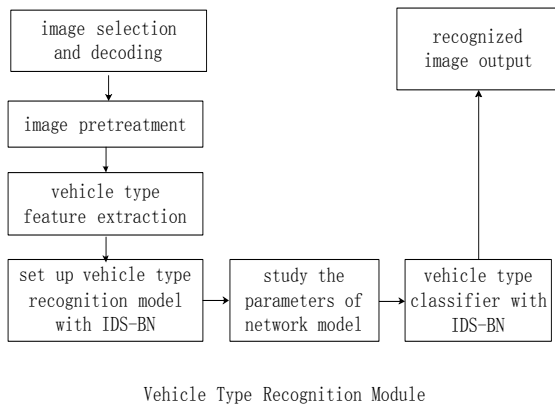 image selection
and decoding
image pretreatment
vehicle type
feature extraction
set up vehicle type
recognition model
with IDS-BN
study the
parameters of
network model
vehicle type
classifier with
IDS-BN
recognized
image output
Vehicle Type Recognition Module